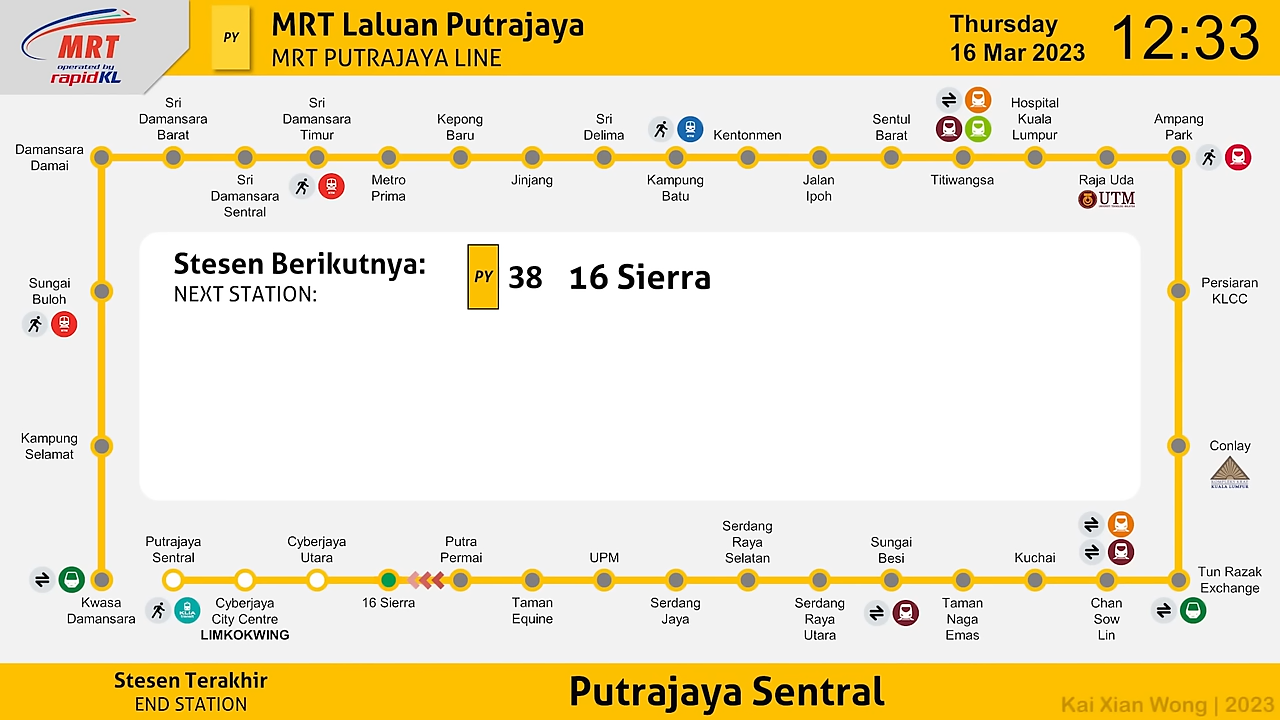 MRT
operated by
rapidKL
PY
MRT Laluan Putrajaya
MRT PUTRAJAYA LINE
Thursday
16 Mar 2023
12:33
Damansara
Damai
Sri
Damansara
Barat
Sri
Damansara
Sentral
Sri
Damansara
Timur
Metro
Prima
Kepong
Baru
Jinjang
Sri
Delima
Kampung
Batu
Kentonmen
Jalan
Ipoh
Sentul
Barat
Titiwangsa
Hospital
Kuala
Lumpur
Raja Uda
UTM
Ampang
Park
Sungai
Buloh
Persiaran
KLCC
Stesen Berikutnya:
NEXT STATION:
PY
38
16 Sierra
Kampung
Selamat
Conlay
Kwasa
Damansara
Putrajaya
Sentral
Cyberjaya
City Centre
LIMKOKWING
Cyberjaya
Utara
16 Sierra
Putra
Permai
Taman
Equine
UPM
Serdang
Jaya
Serdang
Raya
Selatan
Serdang
Raya
Utara
Sungai
Besi
Taman
Naga
Emas
Kuchai
Chan
Sow
Lin
Tun Razak
Exchange
Stesen Terakhir
END STATION
Putrajaya Sentral
Kai Xian Wong | 2023